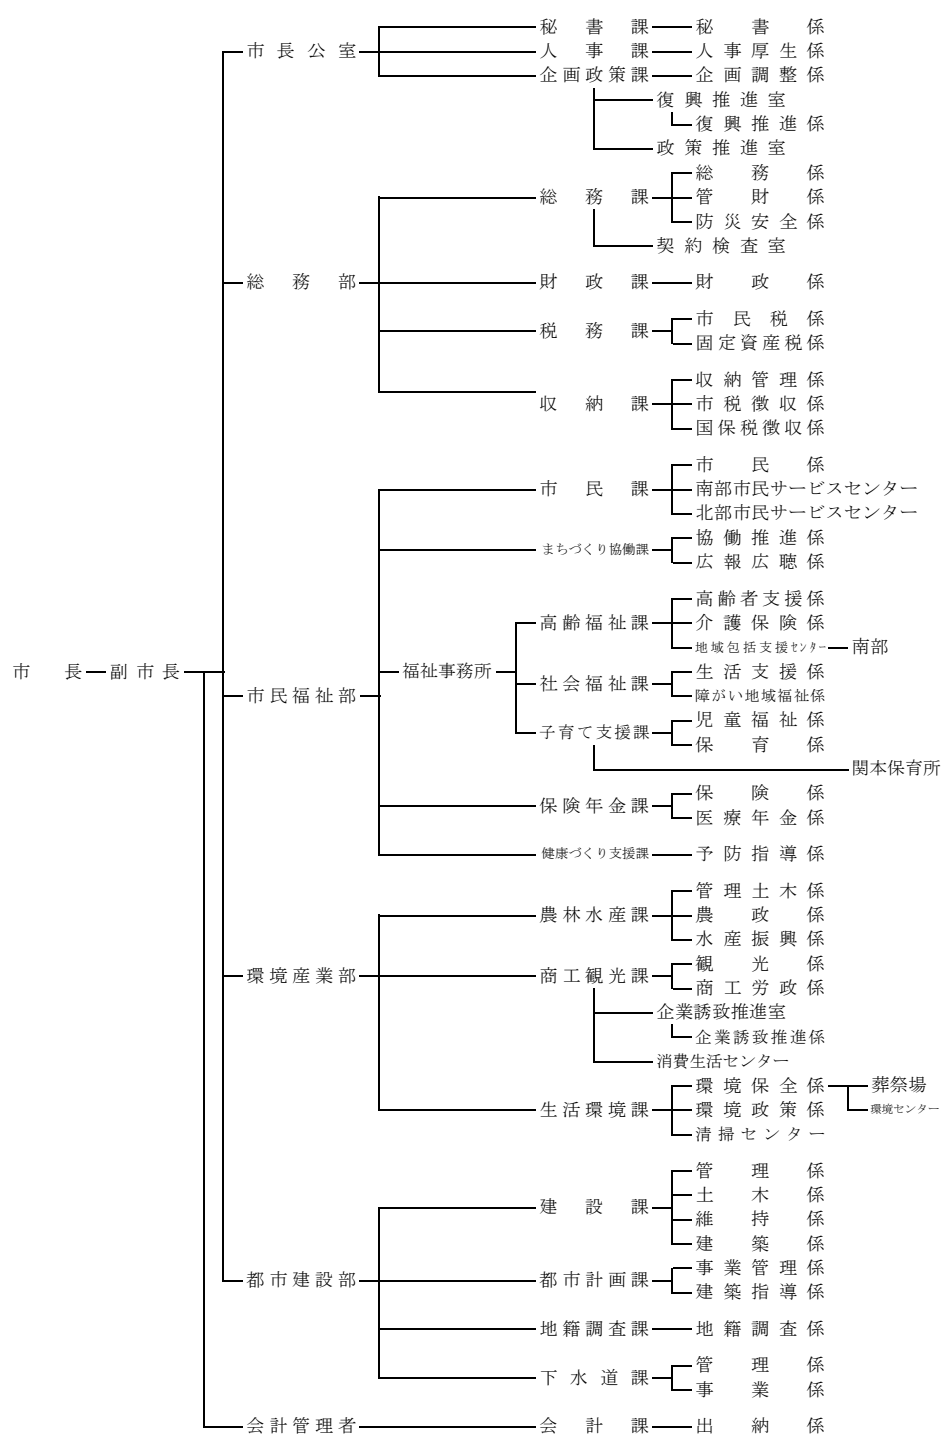 秘書課 秘書係
市長公室 人事課 人事厚生係
企画政策課 企画調整係
復興推進室
復興推進係
政策推進室
総務係
総務課 管財係
防災安全係
契約検査室
総務部 財政課 財政係
市民税係
税務課
固定資産税係
収納管理係
収納課 市税徴収係
国保税徴収係
市民係
市民課 南部市民サービスセンター
北部市民サービスセンター
協働推進係
まちづくり協働課
広報広聴係
高齢者支援係
高齢福祉課 介護保険係
地域包括支援センター 南部
市長 副市長 福祉事務所 生活支援係
社会福祉課
市民福祉部 障がい地域福祉係
児童福祉係
子育て支援課
保育係
関本保育所
保険係
保険年金課
医療年金係
健康づくり支援課 予防指導係
管理土木係
農林水産課 農政係
水産振興係
観光係
環境産業部 商工観光課
商工労政係
企業誘致推進室
企業誘致推進係
消費生活センター
環境保全係 葬祭場
生活環境課 環境政策係 環境センター
清掃センター
管理係
土木係
建設課
維持係
建築係
事業管理係
都市建設部 都市計画課
建築指導係
地籍調査課 地籍調査係
管理係
下水道課
事業係
会計管理者 会計課 出納係